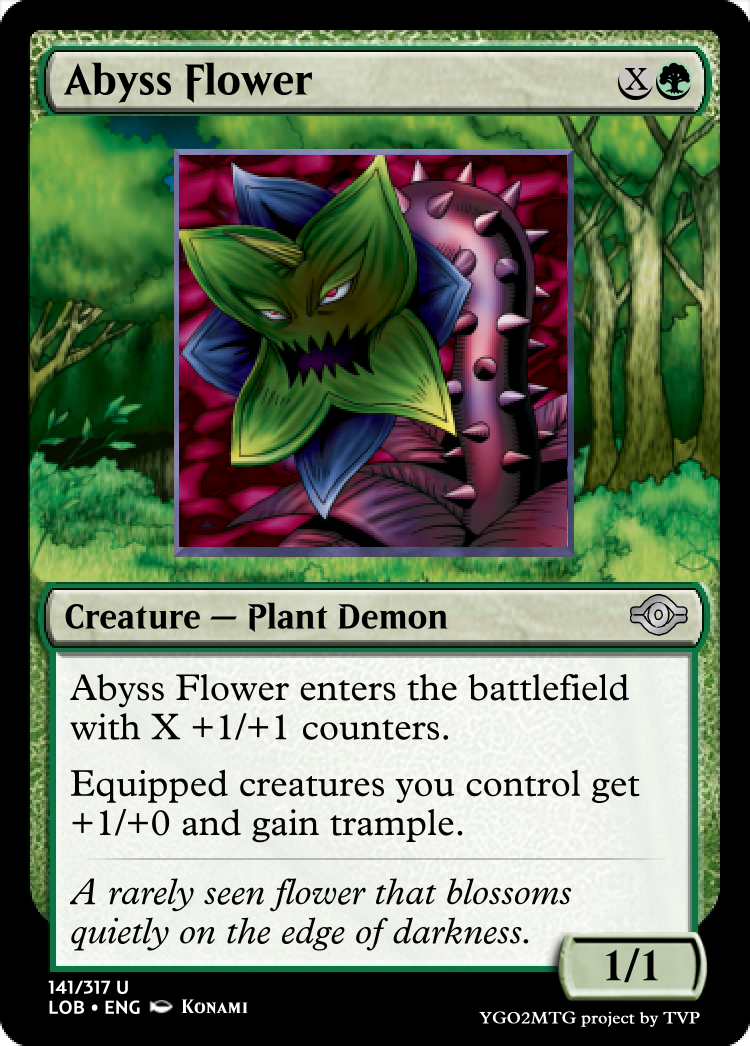 Abyss Flower X
Creature — Plant Demon
Abyss Flower enters the battlefield
with X +1/+1 counters.
Equipped creatures you control get
+1/+0 and gain trample.
A rarely seen flower that blossoms
quietly on the edge of darkness.
1/1
141/317 U
LOB • ENG KONAMI
YGO2MTG project by TVP